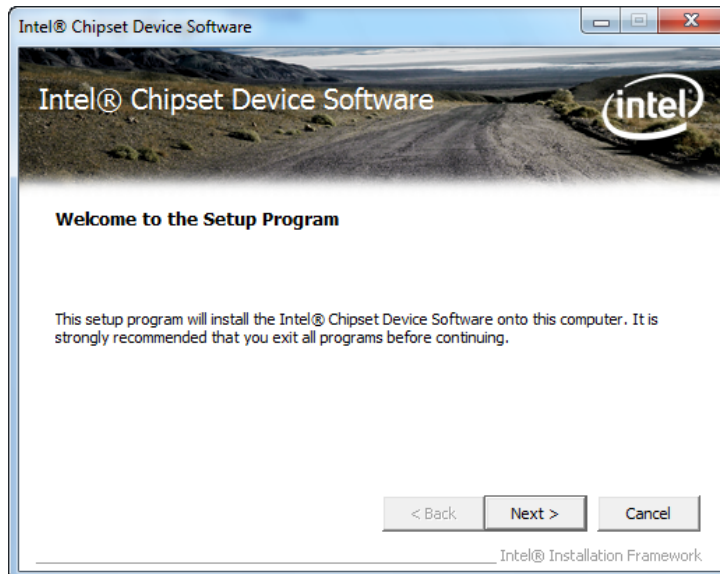 Intel® Chipset Device Software
Intel® Chipset Device Software
intel
Welcome to the Setup Program
This setup program will install the Intel® Chipset Device Software onto this computer. It is
strongly recommended that you exit all programs before continuing.
< Back Next > Cancel
Intel® Installation Framework